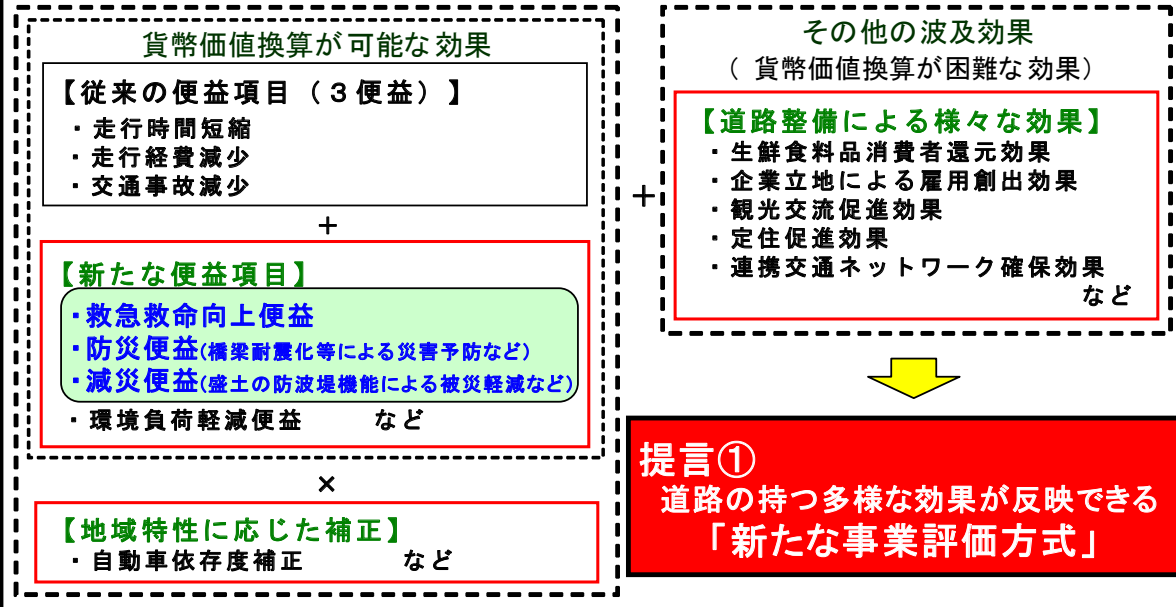 貨幣価値換算が可能な効果
【従来の便益項目（３便益）】
・走行時間短縮
・走行経費減少
・交通事故減少
＋
【新たな便益項目】
・救急救命向上便益
・防災便益(橋梁耐震化等による災害予防など)
・減災便益(盛土の防波堤機能による被災軽減など)
・環境負荷軽減便益　など
×
【地域特性に応じた補正】
・自動車依存度補正　など
＋
その他の波及効果
（ 貨幣価値換算が困難な効果）
【道路整備による様々な効果】
・生鮮食料品消費者還元効果
・企業立地による雇用創出効果
・観光交流促進効果
・定住促進効果
・連携交通ネットワーク確保効果
など
提言①
道路の持つ多様な効果が反映できる
「新たな事業評価方式」